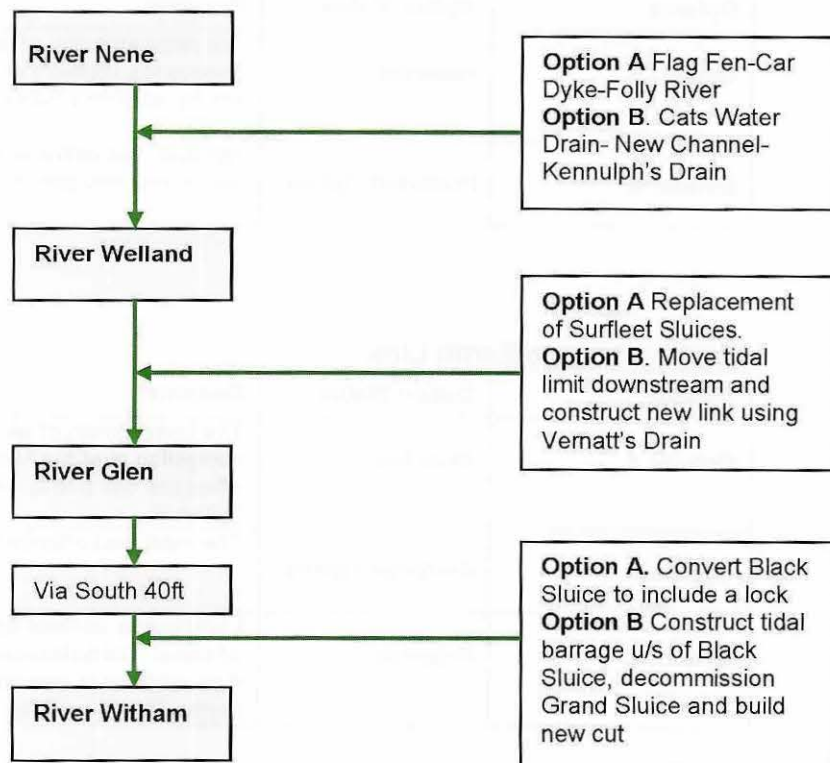 River Nene
Option A Flag Fen-Car
Dyke-Folly River
Option B. Cats Water
Drain- New Channel-
Kennulph's Drain
River Welland
Option A Replacement
of Surfleet Sluices.
Option B. Move tidal
limit downstream and
construct new link using
Vernatt's Drain
River Glen
Via South 40ft
Option A. Convert Black
Sluice to include a lock
Option B Construct tidal
barrage u/s of Black
Sluice, decommission
Grand Sluice and build
new cut
River Witham